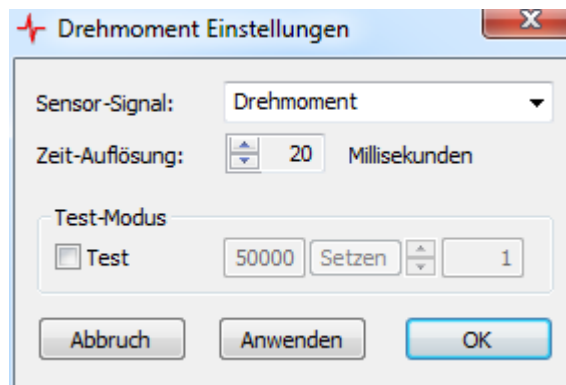 Drehmoment Einstellungen
Sensor-Signal: Drehmoment
Zeit-Auflösung: 20 Millisekunden
Test-Modus
Test 50000 Setzen 1
Abbruch Anwenden OK